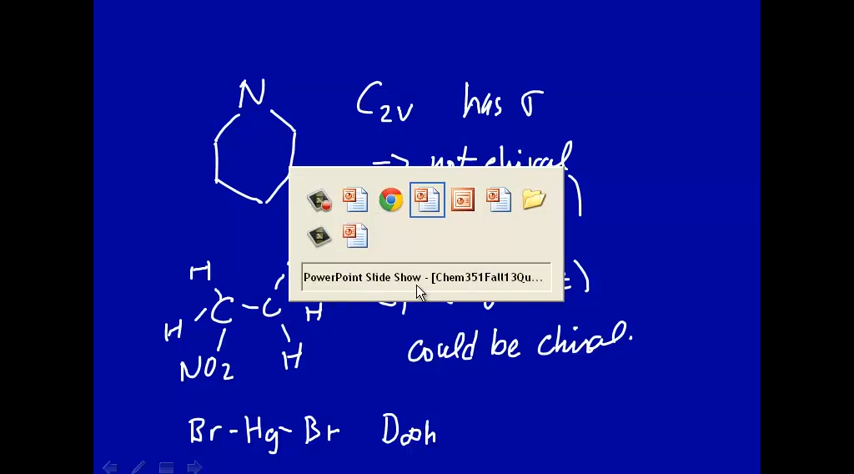 N C2v has σ
=> not chiral
PowerPoint Slide Show - [Chem351Fall13Qu...
H
C - C
H H
NO2 H
could be chiral.
Br-Hg-Br D∞h